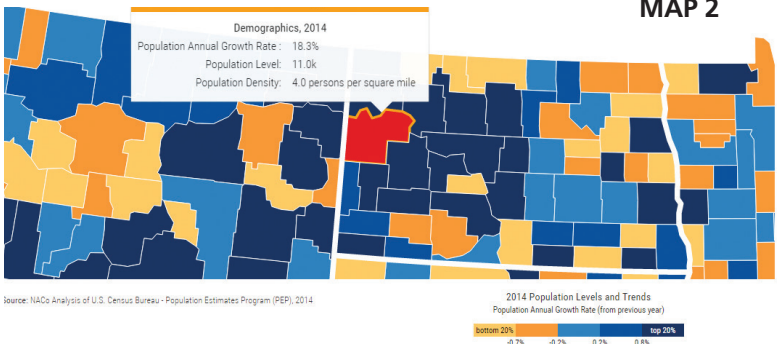 MAP 2
Demographics, 2014
Population Annual Growth Rate : 18.3%
Population Level: 11.0k
Population Density: 4.0 persons per square mile
Source: NACo Analysis of U.S. Census Bureau - Population Estimates Program (PEP), 2014
2014 Population Levels and Trends
Population Annual Growth Rate (from previous year)
bottom 20% top 20%
-0.7% -0.2% 0.2% 0.8%